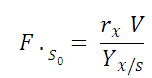 F · S₀ = rₓ V / Yₓ/ₛ